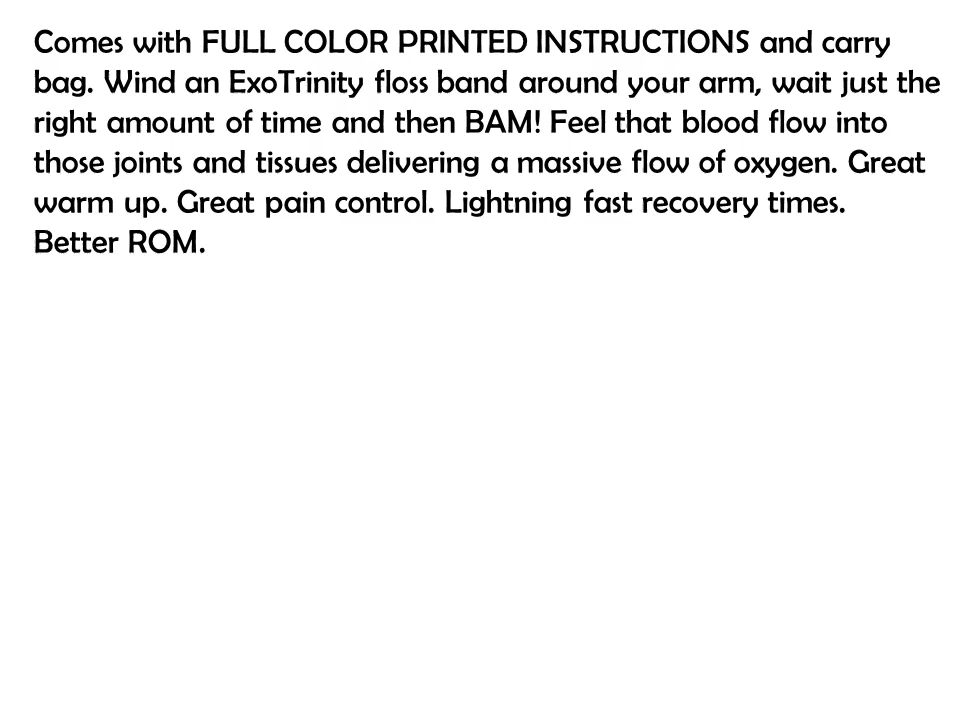 Comes with FULL COLOR PRINTED INSTRUCTIONS and carry
bag. Wind an ExoTrinity floss band around your arm, wait just the
right amount of time and then BAM! Feel that blood flow into
those joints and tissues delivering a massive flow of oxygen. Great
warm up. Great pain control. Lightning fast recovery times.
Better ROM.